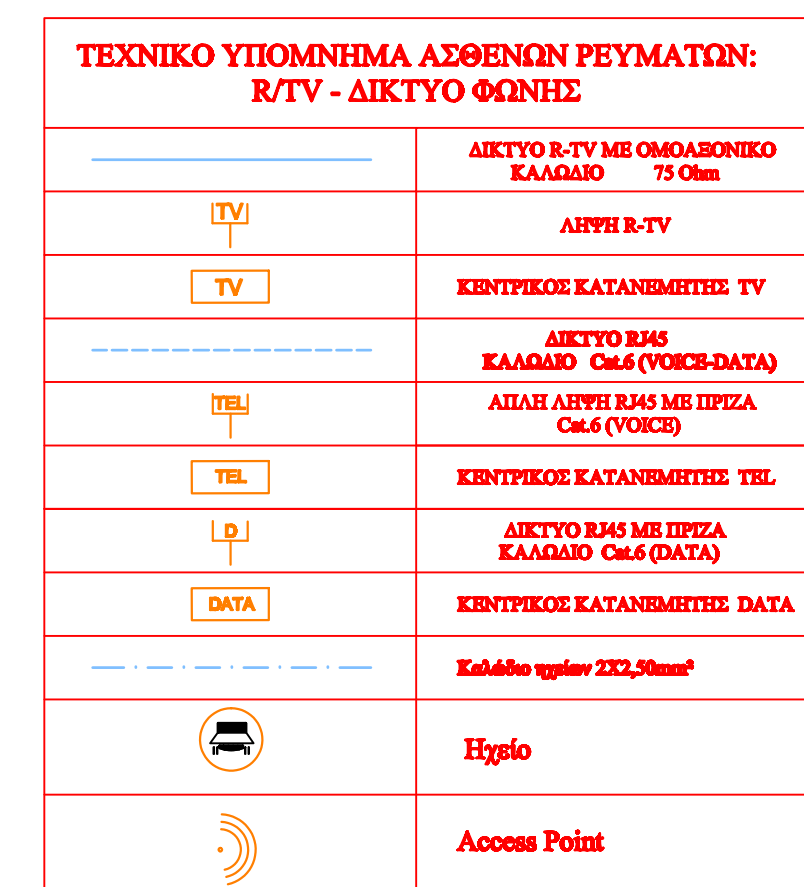 ΤΕΧΝΙΚΟ ΥΠΟΜΝΗΜΑ ΑΣΘΕΝΩΝ ΡΕΥΜΑΤΩΝ:
R/TV - ΔΙΚΤΥΟ ΦΩΝΗΣ
ΔΙΚΤΥΟ R-TV ΜΕ ΟΜΟΑΞΟΝΙΚΟ
ΚΑΛΩΔΙΟ 75 Ohm
TV
ΛΗΨΗ R-TV
TV
ΚΕΝΤΡΙΚΟΣ ΚΑΤΑΝΕΜΗΤΗΣ TV
ΔΙΚΤΥΟ RJ45
ΚΑΛΩΔΙΟ Cat.6 (VOICE-DATA)
TEL
ΑΠΛΗ ΛΗΨΗ RJ45 ΜΕ ΠΡΙΖΑ
Cat.6 (VOICE)
TEL
ΚΕΝΤΡΙΚΟΣ ΚΑΤΑΝΕΜΗΤΗΣ TEL
D
ΔΙΚΤΥΟ RJ45 ΜΕ ΠΡΙΖΑ
ΚΑΛΩΔΙΟ Cat.6 (DATA)
DATA
ΚΕΝΤΡΙΚΟΣ ΚΑΤΑΝΕΜΗΤΗΣ DATA
Καλώδιο ηχείων 2Χ2,50mm²
Ηχείο
Access Point